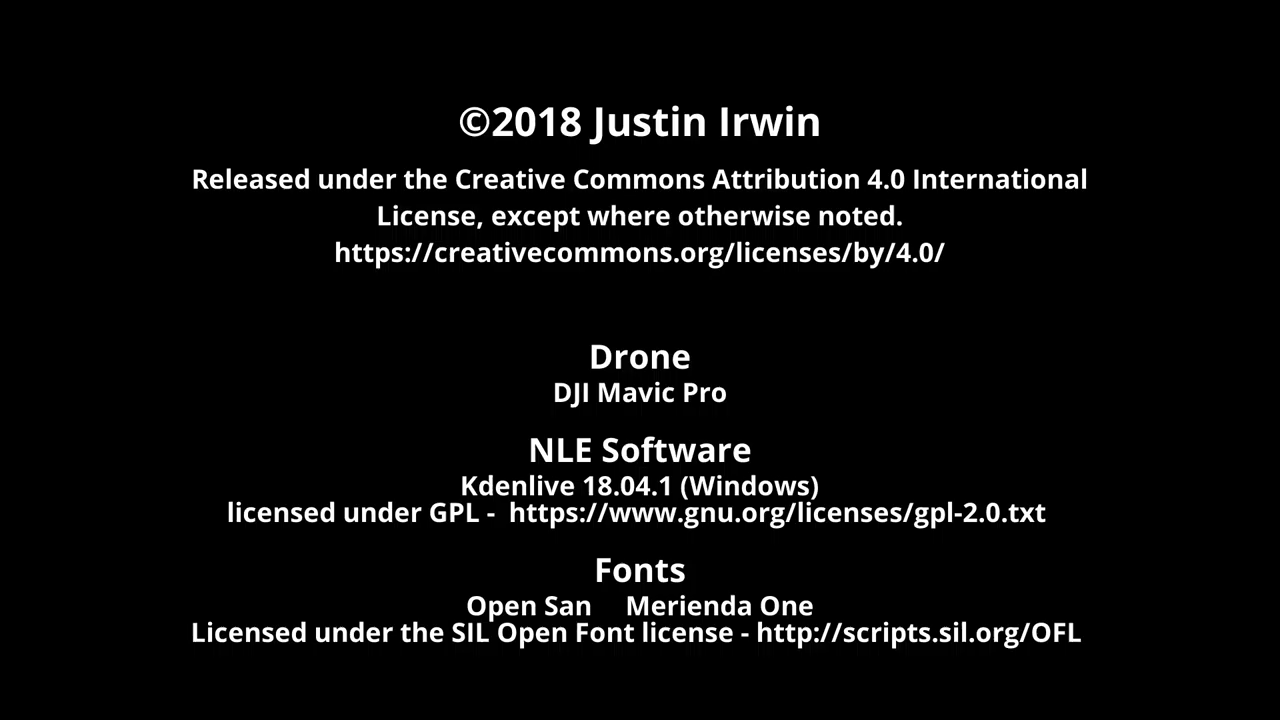 ©2018 Justin Irwin
Released under the Creative Commons Attribution 4.0 International
License, except where otherwise noted.
https://creativecommons.org/licenses/by/4.0/
Drone
DJI Mavic Pro
NLE Software
Kdenlive 18.04.1 (Windows)
licensed under GPL - https://www.gnu.org/licenses/gpl-2.0.txt
Fonts
Open San Merienda One
Licensed under the SIL Open Font license - http://scripts.sil.org/OFL